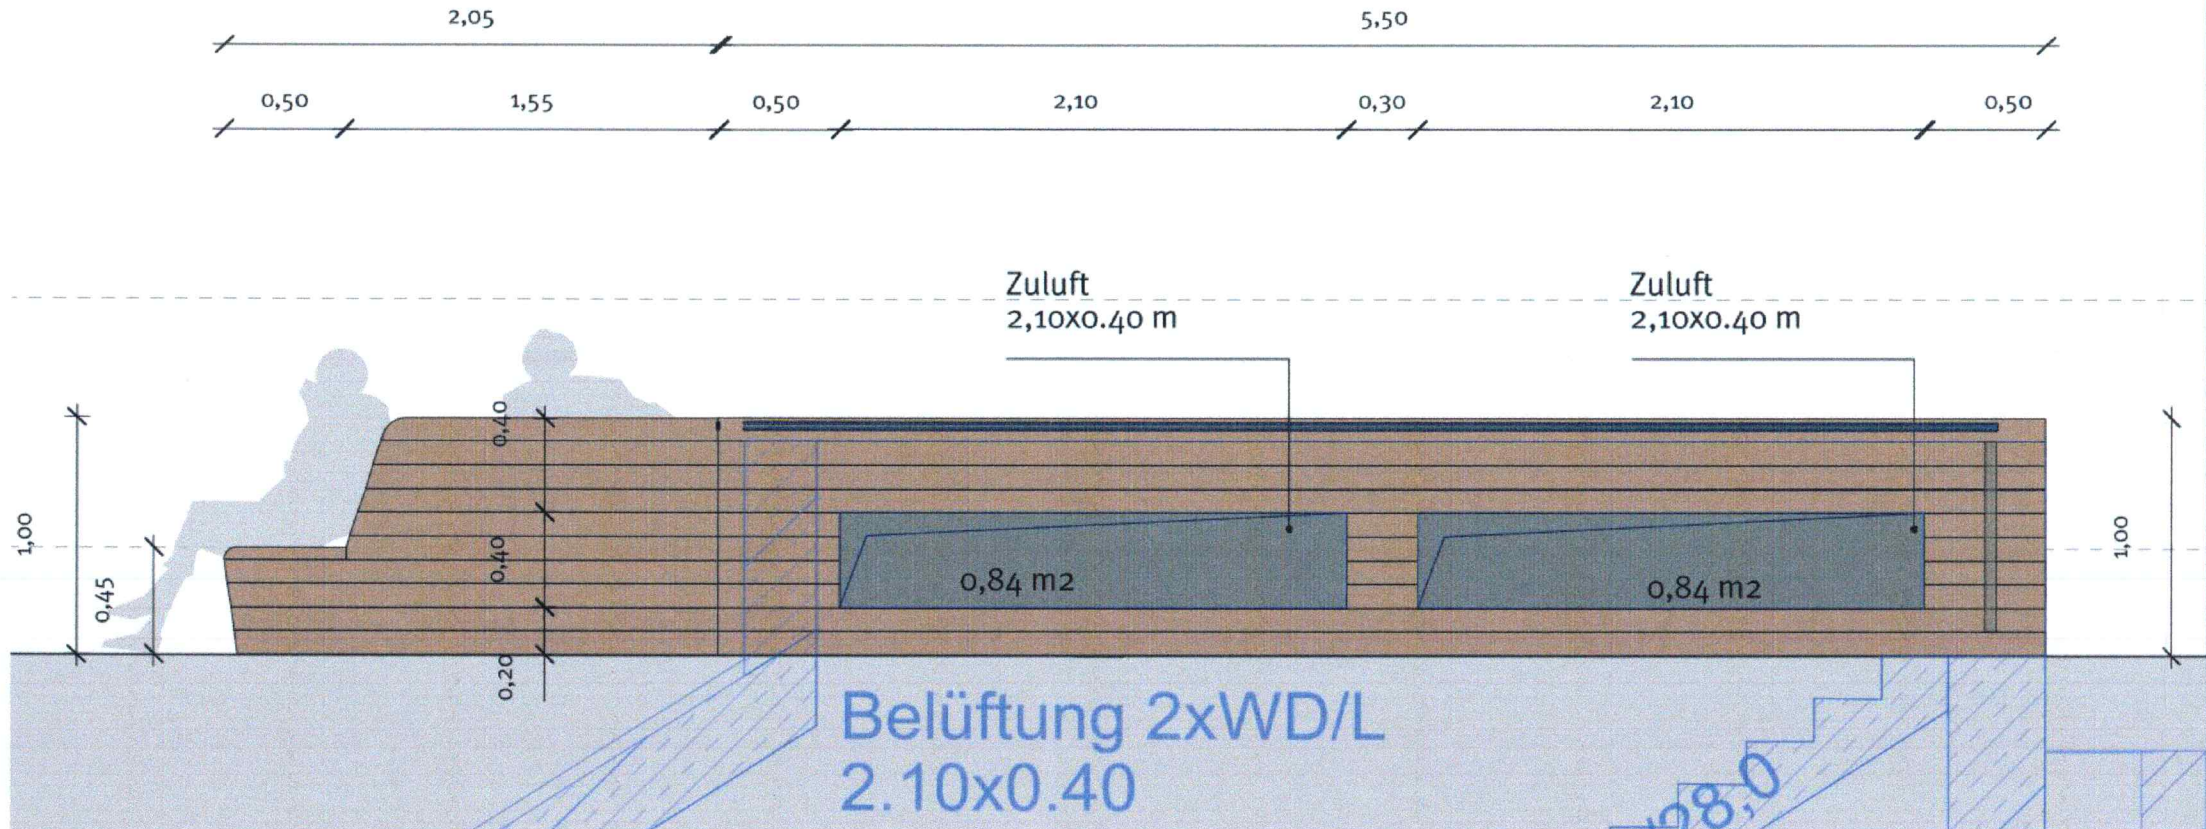 2,05 5,50
0,50 1,55 0,50 2,10 0,30 2,10 0,50
Zuluft
2,10x0.40 m
Zuluft
2,10x0.40 m
1,00
0,45
0,40
0,40
0,20
0,84 m2
0,84 m2
1,00
Belüftung 2xWD/L
2.10x0.40
28,0